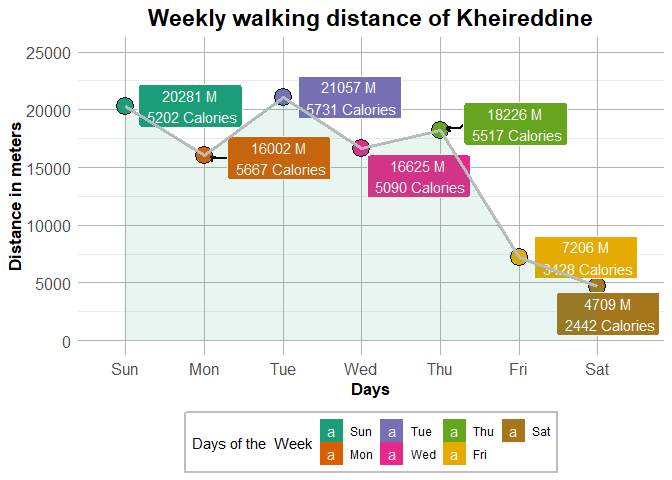 Weekly walking distance of Kheireddine
25000
20000
15000
10000
5000
0
Distance in meters
20281 M
5202 Calories
16002 M
5667 Calories
21057 M
5731 Calories
16625 M
5090 Calories
18226 M
5517 Calories
7206 M
3428 Calories
4709 M
2442 Calories
Sun Mon Tue Wed Thu Fri Sat
Days
Days of the Week
a Sun a Tue a Thu a Sat
a Mon a Wed a Fri